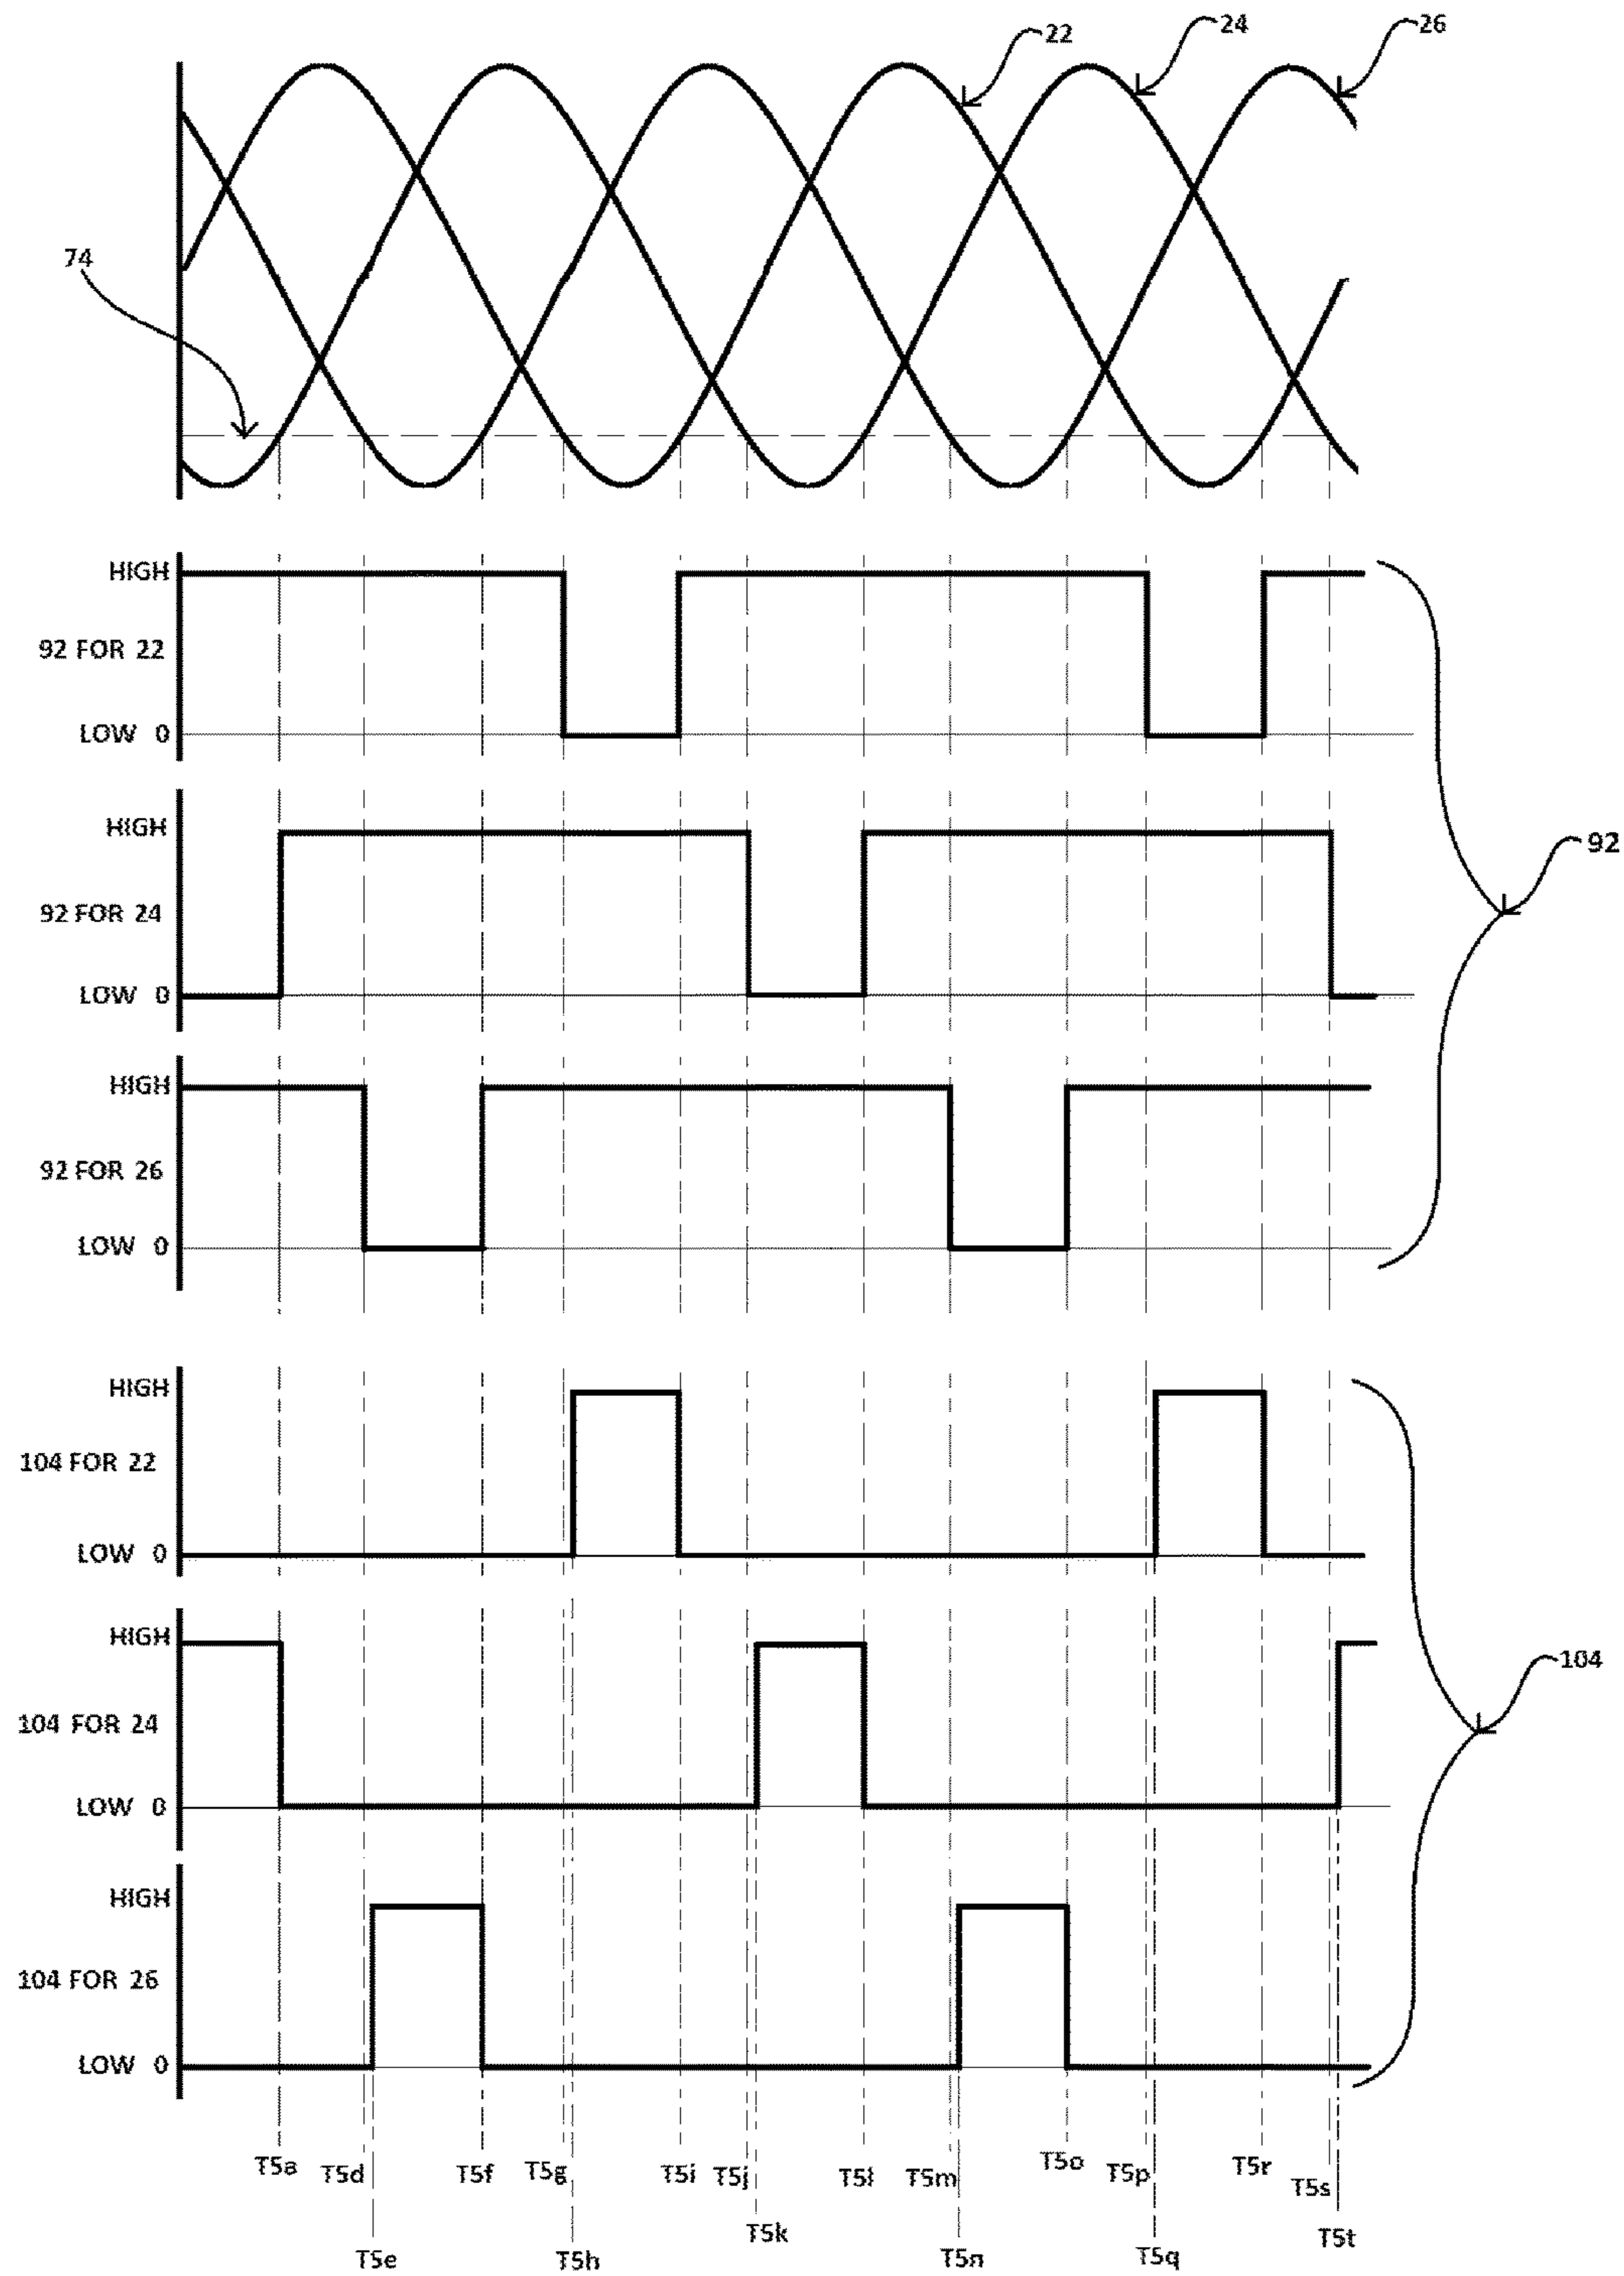 22
24
26
74
HIGH
92 FOR 22
LOW 0
HIGH
92 FOR 24
LOW 0
92
HIGH
92 FOR 26
LOW 0
HIGH
104 FOR 22
LOW 0
HIGH
104 FOR 24
LOW 0
104
HIGH
104 FOR 26
LOW 0
T5a T5d T5f T5g T5i T5j T5l T5m T5o T5p T5r T5s
T5e T5h T5k T5n T5q T5t